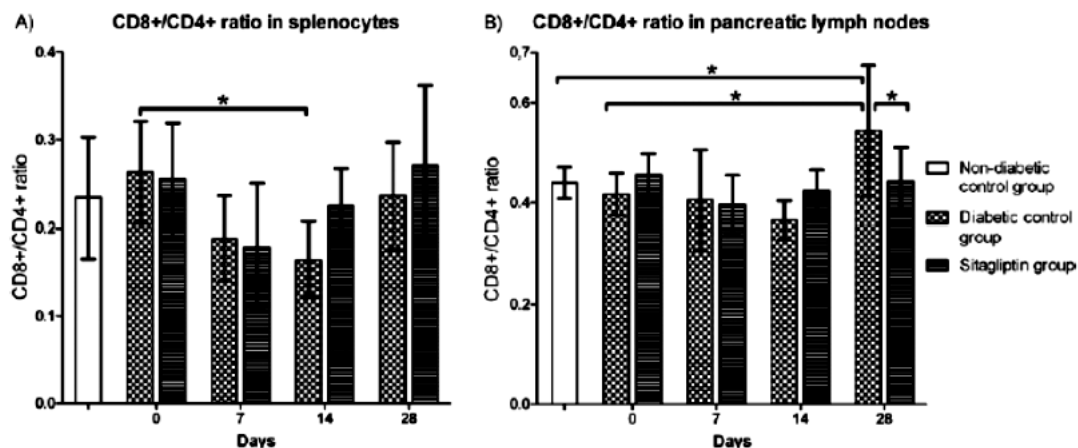 A) CD8+/CD4+ ratio in splenocytes
CD8+/CD4+ ratio
0.4
0.3
0.2
0.1
0.0
*
0 7 14 28
Days
B) CD8+/CD4+ ratio in pancreatic lymph nodes
CD8+/CD4+ ratio
0,7
0,6
0.4
0.2
0.0
*
*
*
0 7 14 28
Days
Non-diabetic
control group
Diabetic control
group
Sitagliptin group